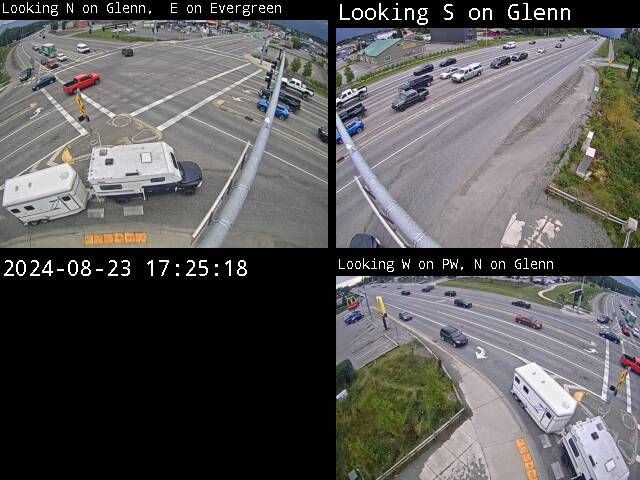 Looking N on Glenn, E on Evergreen
Looking S on Glenn
2024-08-23 17:25:18
Looking W on PW, N on Glenn